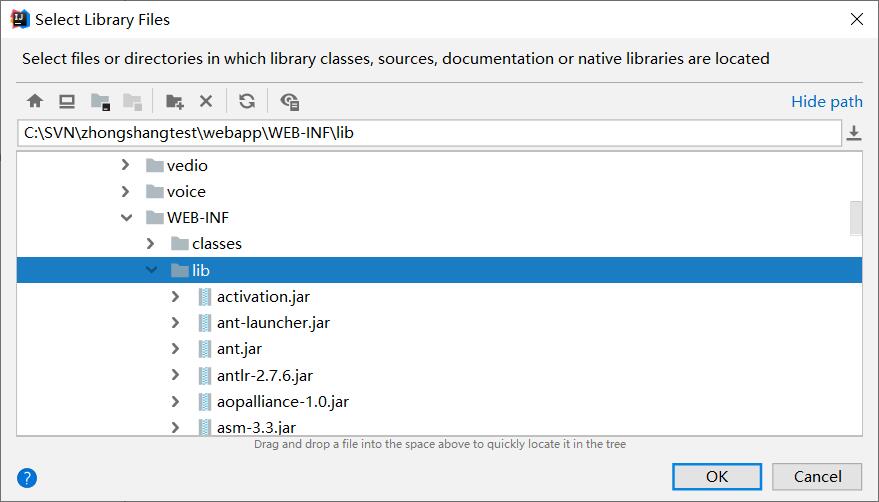 Select Library Files
Select files or directories in which library classes, sources, documentation or native libraries are located
Hide path
C:\SVN\zhongshangtest\webapp\WEB-INF\lib
vedio
voice
WEB-INF
classes
lib
activation.jar
ant-launcher.jar
ant.jar
antlr-2.7.6.jar
aopalliance-1.0.jar
asm-3.3.jar
Drag and drop a file into the space above to quickly locate it in the tree
?
OK
Cancel